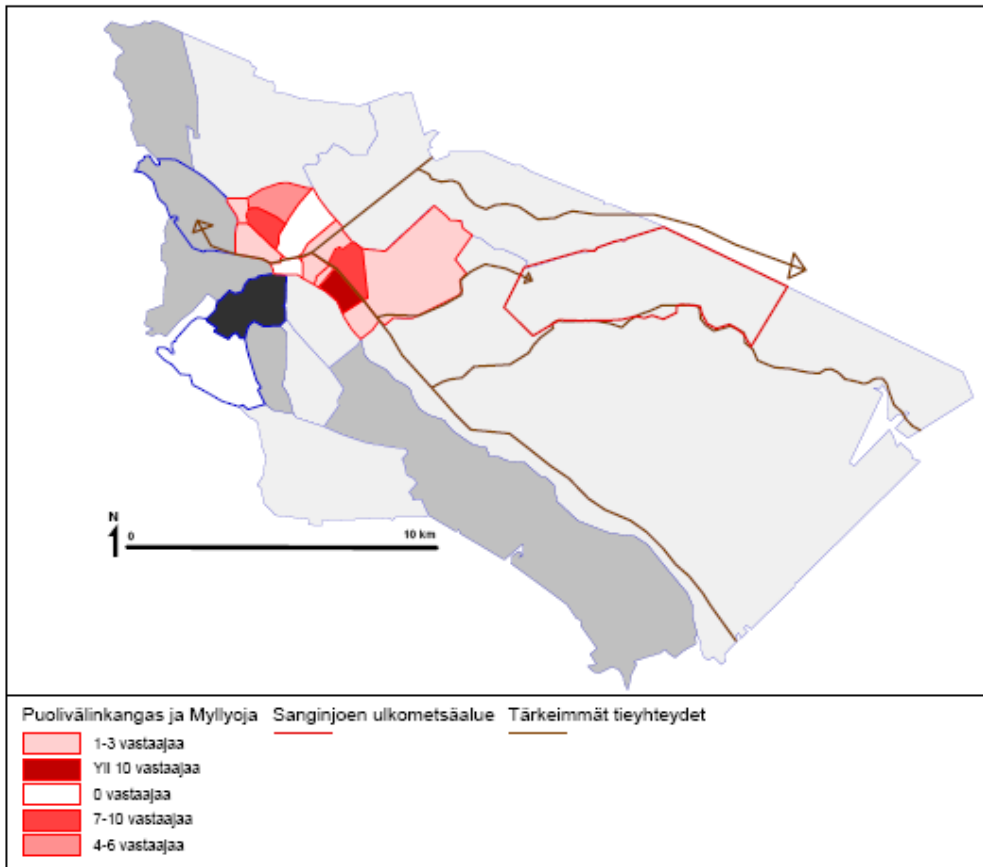 N
0 10 km
Puolivälinkangas ja Myllyoja Sanginjoen ulkometsäalue Tärkeimmät tieyhteydet
1-3 vastaajaa
Yli 10 vastaajaa
0 vastaajaa
7-10 vastaajaa
4-6 vastaajaa